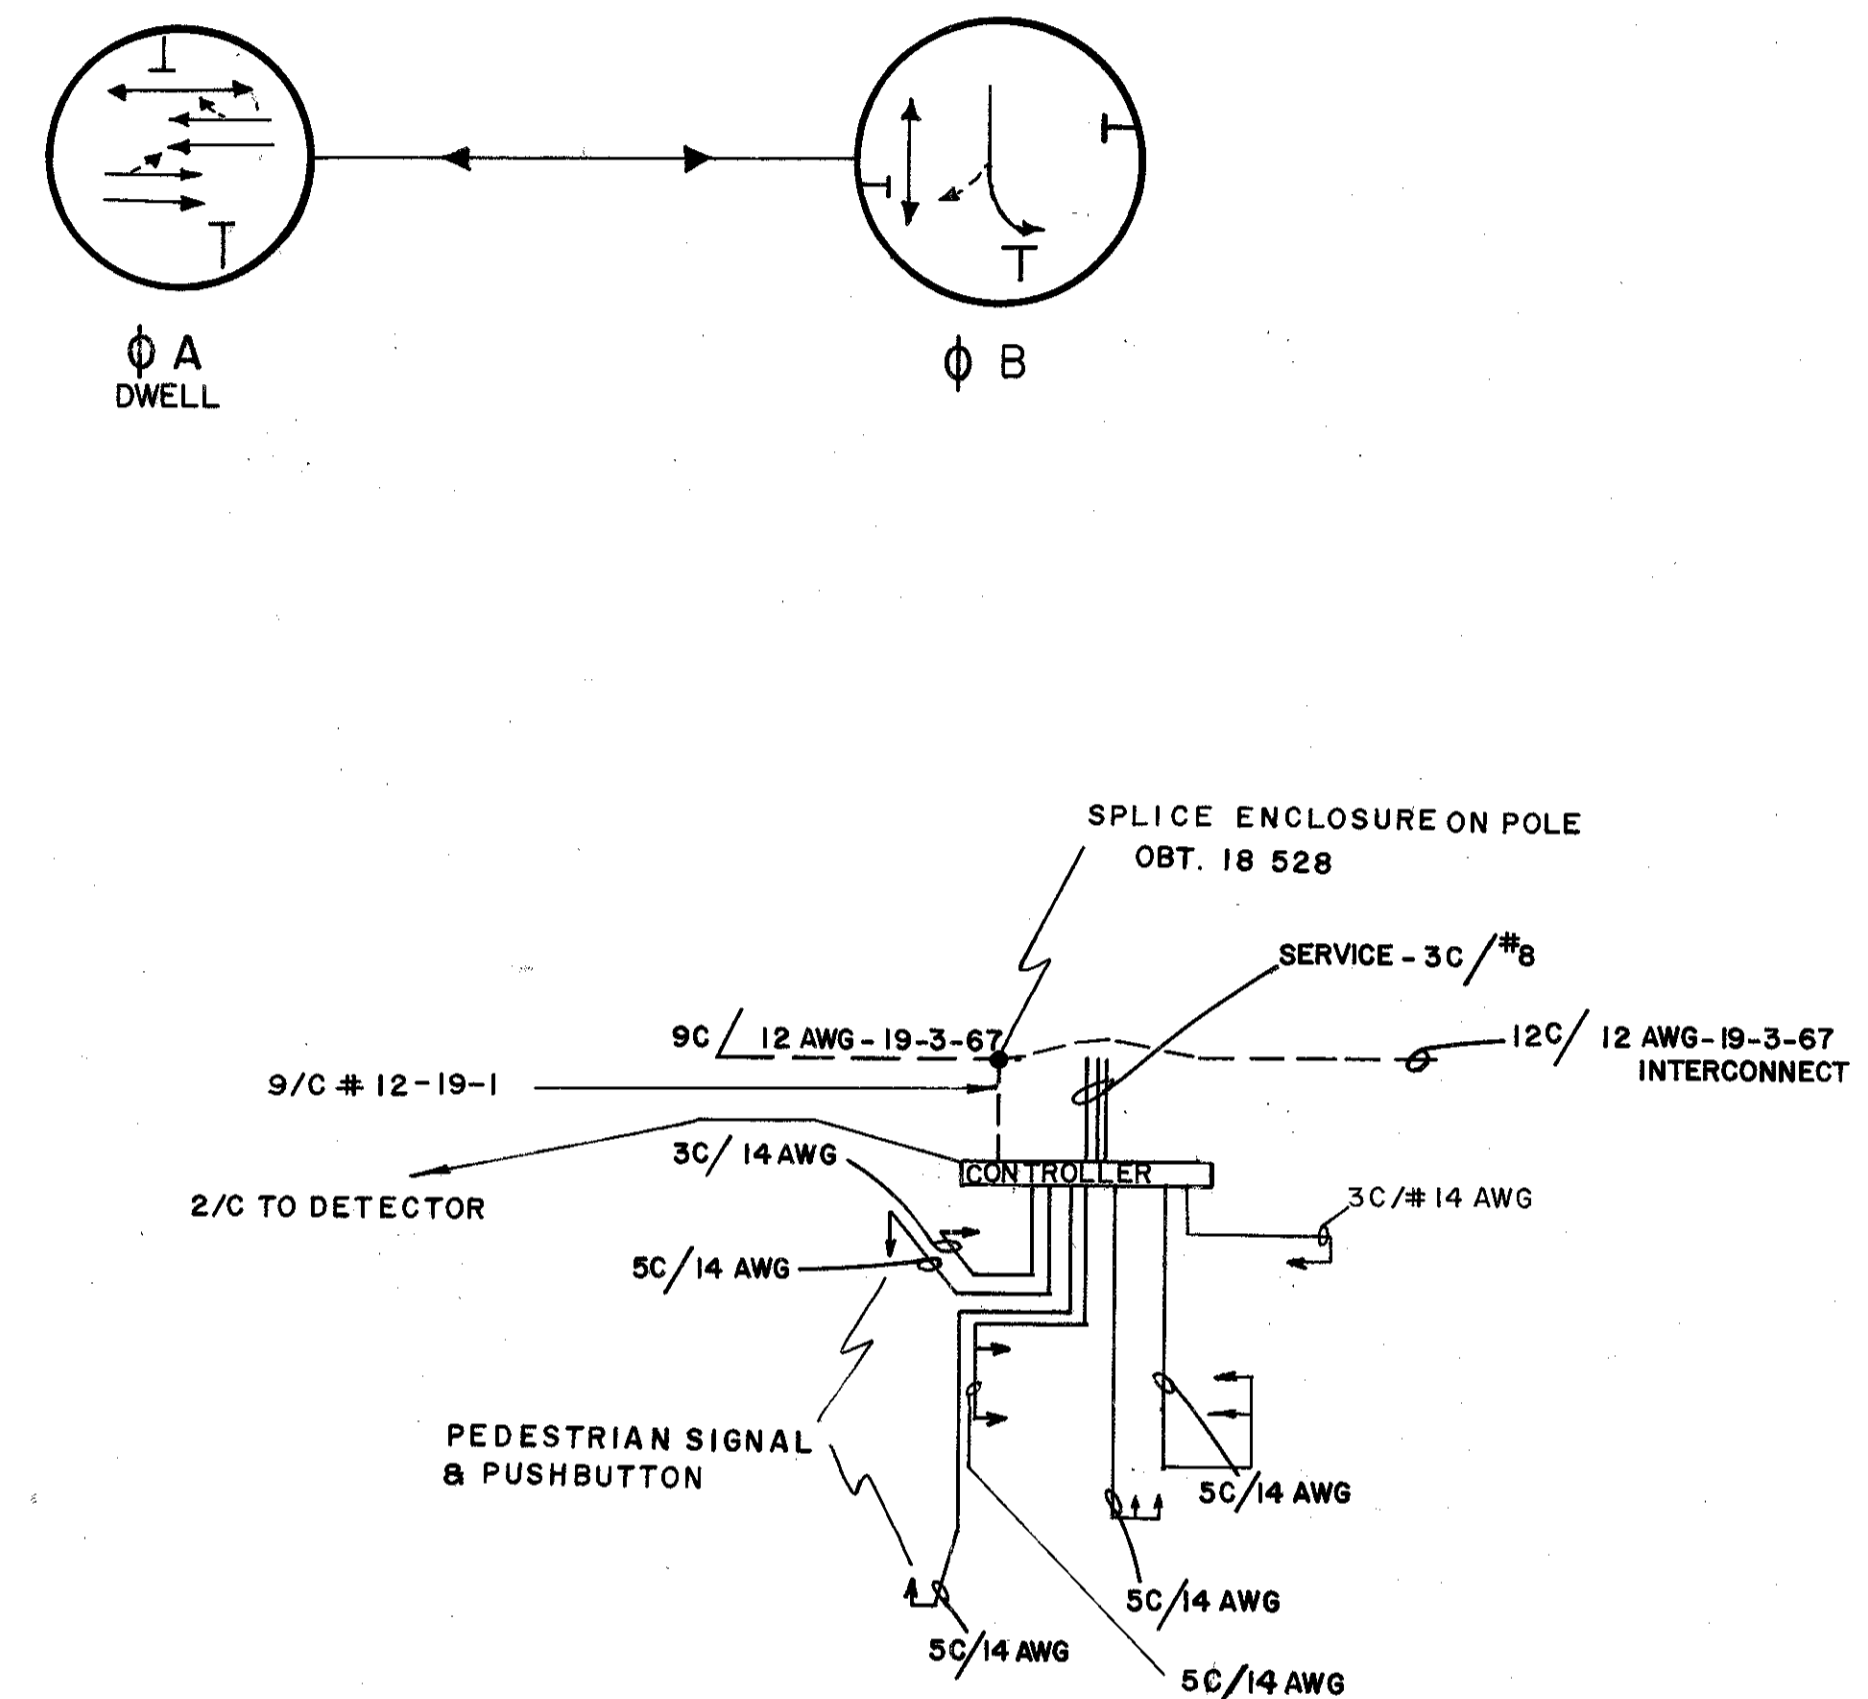 ϕ A
DWELL
ϕ B
SPLICE ENCLOSURE ON POLE
OBT. 18 528
SERVICE - 3C/#8
9C/12 AWG-19-3-67
12C/12 AWG-19-3-67
INTERCONNECT
9/C # 12-19-1
3C/14 AWG
CONTROLLER
2/C TO DETECTOR
3C/#14 AWG
5C/14 AWG
PEDESTRIAN SIGNAL
& PUSHBUTTON
5C/14 AWG
5C/14 AWG
5C/14 AWG
5C/14 AWG